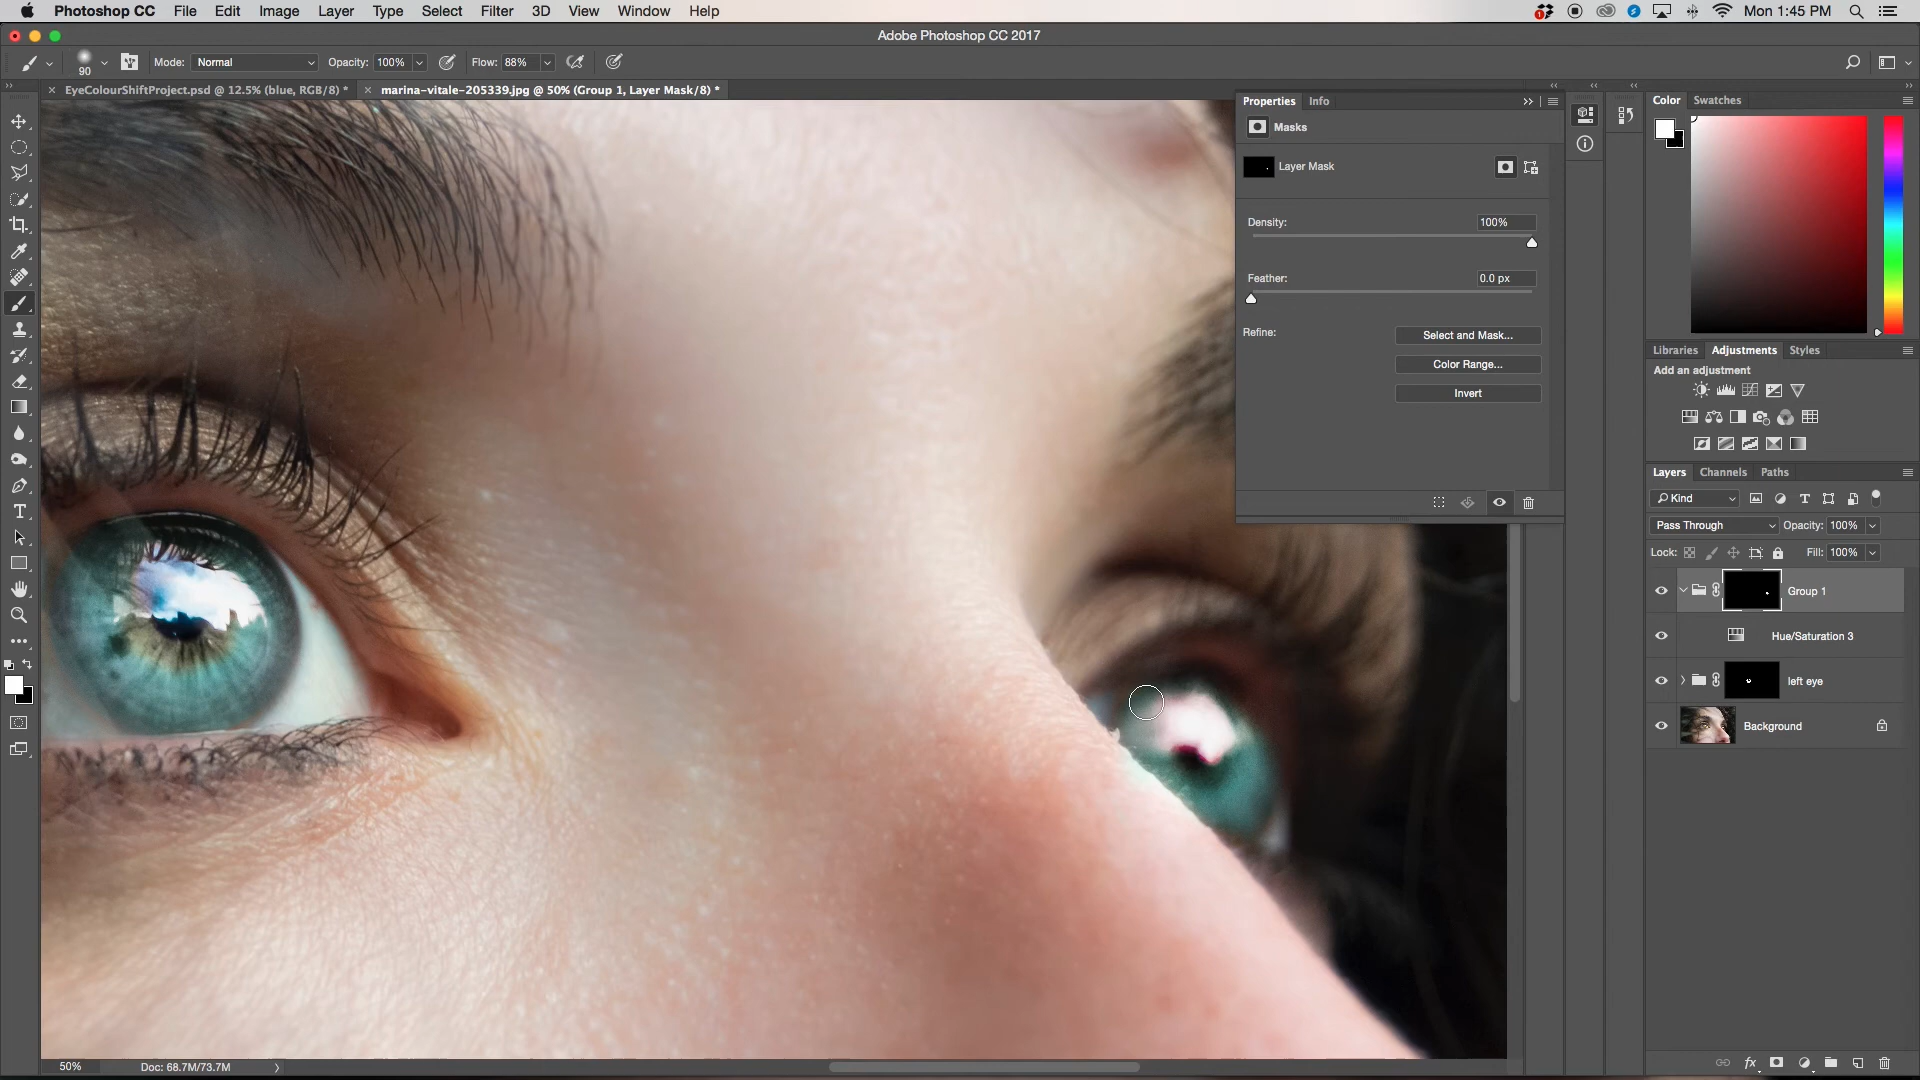 Photoshop CC File Edit Image Layer Type Select Filter 3D View Window Help Mon 1:45 PM
Adobe Photoshop CC 2017
90 Mode: Normal Opacity: 100% Flow: 88%
EyeColourShiftProject.psd @ 12.5% (blue, RGB/8) * marina-vitale-205339.jpg @ 50% (Group 1, Layer Mask/8) *
Properties Info
Masks
Layer Mask
Density: 100%
Feather: 0.0 px
Refine: Select and Mask...
Color Range...
Invert
Color Swatches
Libraries Adjustments Styles
Add an adjustment
Layers Channels Paths
Kind
Pass Through Opacity: 100%
Lock: Fill: 100%
Group 1
Hue/Saturation 3
left eye
Background
fx
50% Doc: 68.7M/73.7M